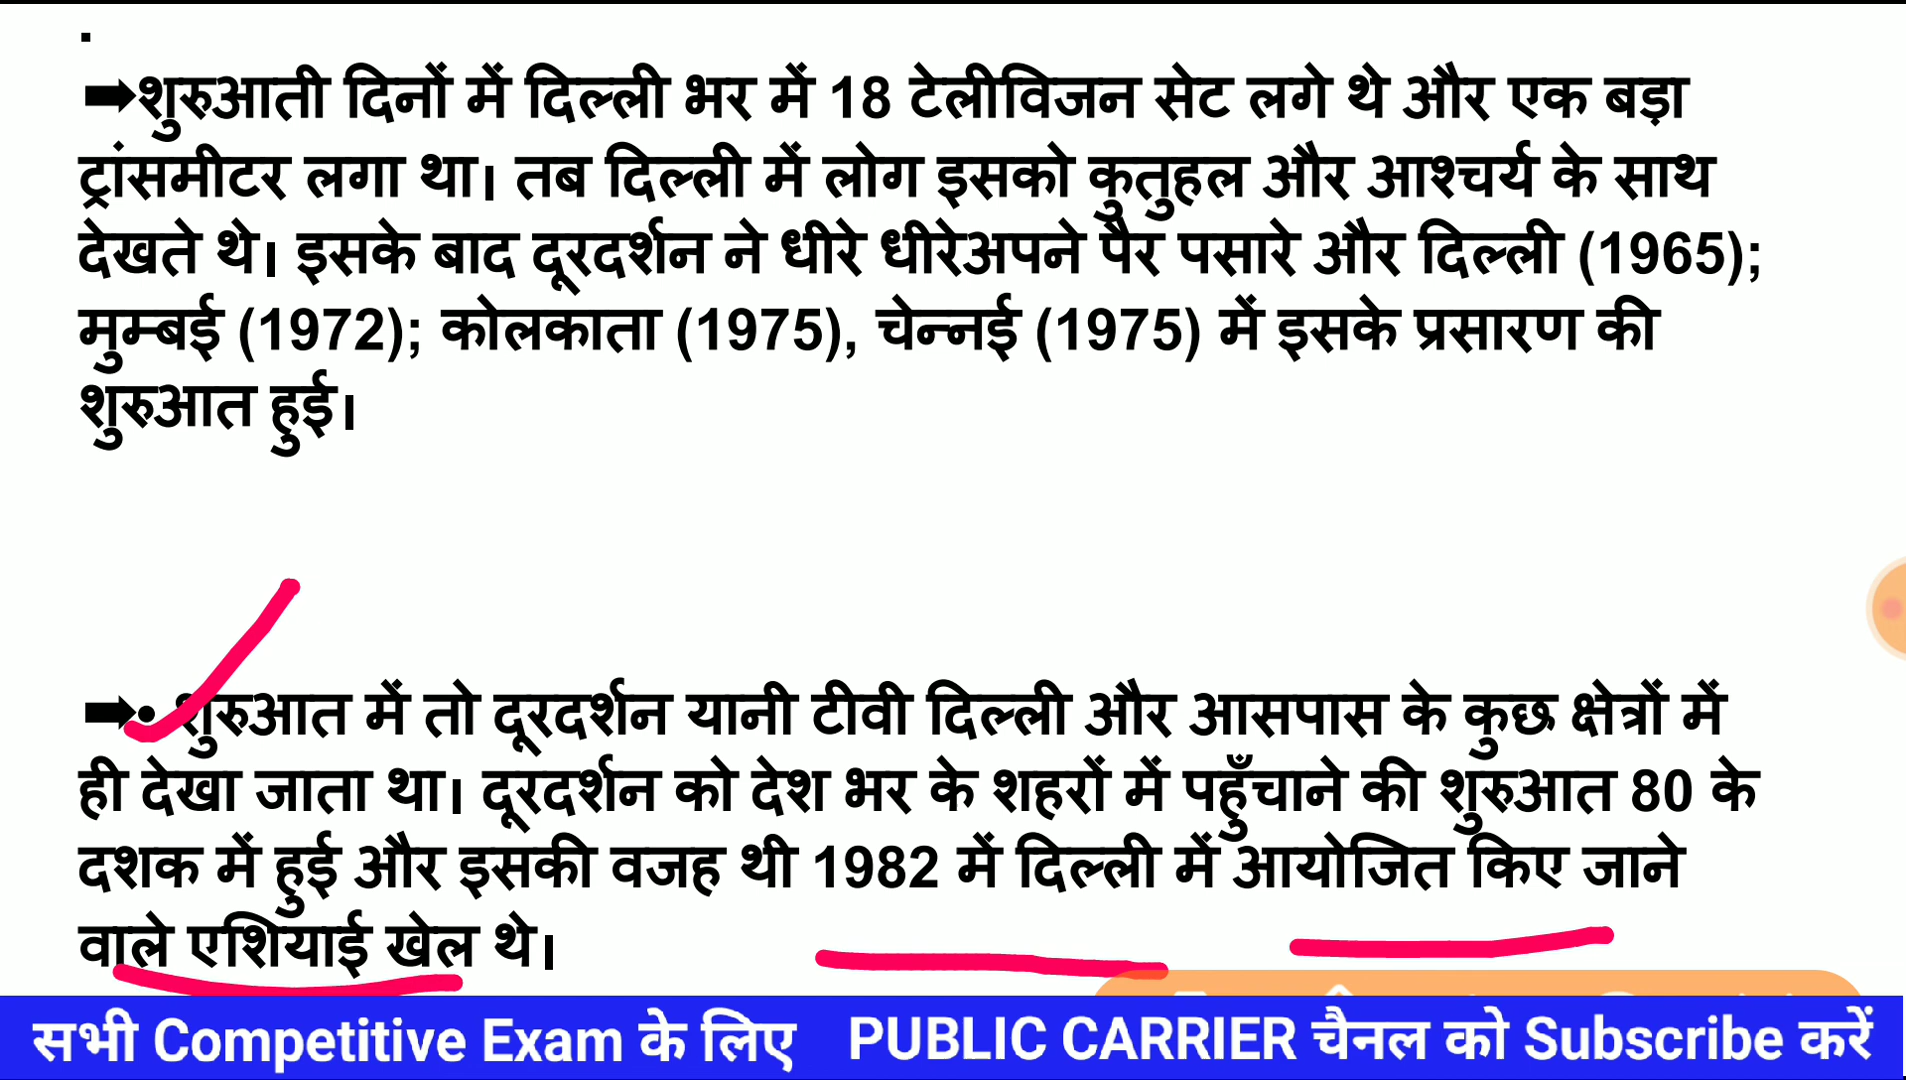 ➡शुरुआती दिनों में दिल्ली भर में 18 टेलीविजन सेट लगे थे और एक बड़ा
ट्रांसमीटर लगा था। तब दिल्ली में लोग इसको कुतुहल और आश्चर्य के साथ
देखते थे। इसके बाद दूरदर्शन ने धीरे धीरेअपने पैर पसारे और दिल्ली (1965);
मुम्बई (1972); कोलकाता (1975), चेन्नई (1975) में इसके प्रसारण की
शुरुआत हुई।
➡• शुरुआत में तो दूरदर्शन यानी टीवी दिल्ली और आसपास के कुछ क्षेत्रों में
ही देखा जाता था। दूरदर्शन को देश भर के शहरों में पहुँचाने की शुरुआत 80 के
दशक में हुई और इसकी वजह थी 1982 में दिल्ली में आयोजित किए जाने
वाले एशियाई खेल थे।
सभी Competitive Exam के लिए PUBLIC CARRIER चैनल को Subscribe करें